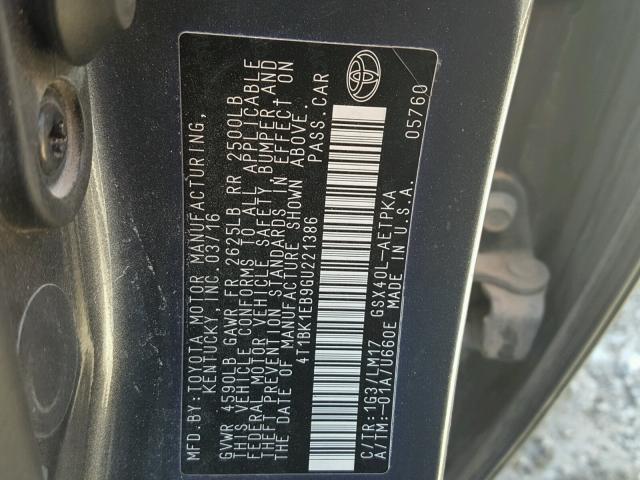 MFD.BY:TOYOTA MOTOR MANUFACTURING,
KENTUCKY, INC. 03/16
GVWR 4590LB GAWR FR 2625LB RR 2500LB
THIS VEHICLE CONFORMS TO ALL APPLICABLE
FEDERAL MOTOR VEHICLE SAFETY BUMPER, AND
THEFT PREVENTION STANDARDS IN EFFECT ON
THE DATE OF MANUFACTURE SHOWN ABOVE.
4T1BK1EB9GU221386 PASS.CAR
C/TR:1G3/LM17 GSX40L-AETPKA
A/TM:-01A/U660E MADE IN U.S.A. 05760